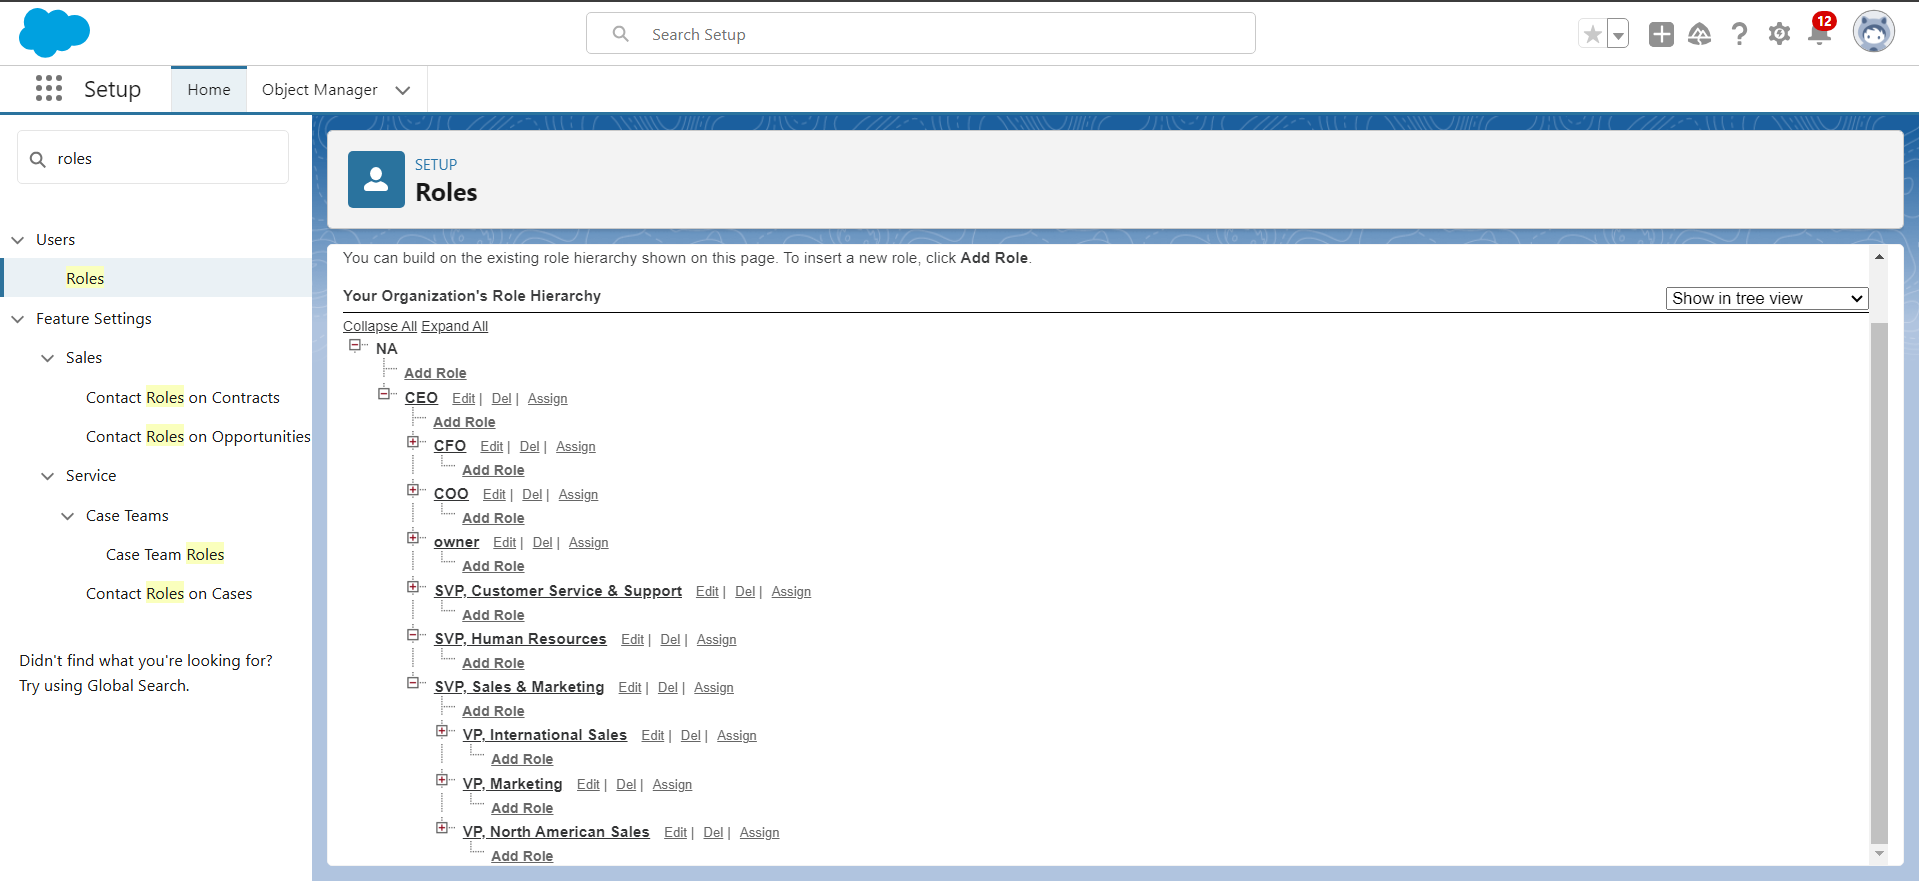 Search Setup
12
Setup
Home
Object Manager
roles
Users
Roles
Feature Settings
Sales
Contact Roles on Contracts
Contact Roles on Opportunities
Service
Case Teams
Case Team Roles
Contact Roles on Cases
Didn't find what you're looking for?
Try using Global Search.
SETUP
Roles
You can build on the existing role hierarchy shown on this page. To insert a new role, click Add Role.
Your Organization's Role Hierarchy
Show in tree view
Collapse All Expand All
NA
Add Role
CEO Edit | Del | Assign
Add Role
CFO Edit | Del | Assign
Add Role
COO Edit | Del | Assign
Add Role
owner Edit | Del | Assign
Add Role
SVP, Customer Service & Support Edit | Del | Assign
Add Role
SVP, Human Resources Edit | Del | Assign
Add Role
SVP, Sales & Marketing Edit | Del | Assign
Add Role
VP, International Sales Edit | Del | Assign
Add Role
VP, Marketing Edit | Del | Assign
Add Role
VP, North American Sales Edit | Del | Assign
Add Role